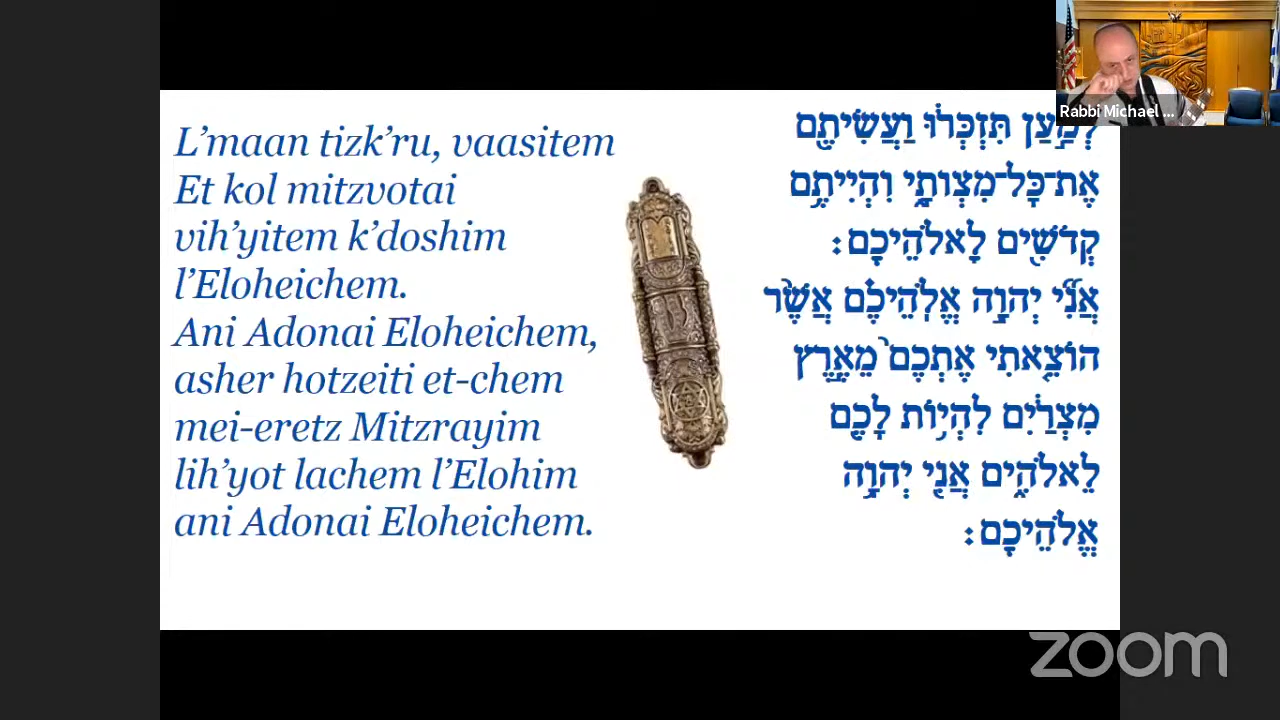 L’maan tizk’ru, vaasitem
Et kol mitzvotai
vih’yitem k’doshim
l’Eloheichem.
Ani Adonai Eloheichem,
asher hotzeiti et-chem
mei-eretz Mitzrayim
lih’yot lachem l’Elohim
ani Adonai Eloheichem.
לְמַ֣עַן תִּזְכְּר֔וּ וַעֲשִׂיתֶ֖ם
אֶת־כׇּל־מִצְוֺתָ֑י וִהְיִיתֶ֥ם
קְדֹשִׁ֖ים לֵאלֹהֵיכֶֽם׃
אֲנִ֞י יְהוָ֣ה אֱלֹֽהֵיכֶ֗ם אֲשֶׁ֨ר
הוֹצֵ֤אתִי אֶתְכֶם֙ מֵאֶ֣רֶץ
מִצְרַ֔יִם לִהְי֥וֹת לָכֶ֖ם
לֵאלֹהִ֑ים אֲנִ֖י יְהוָ֥ה
אֱלֹהֵיכֶֽם׃
Rabbi Michael ...
zoom